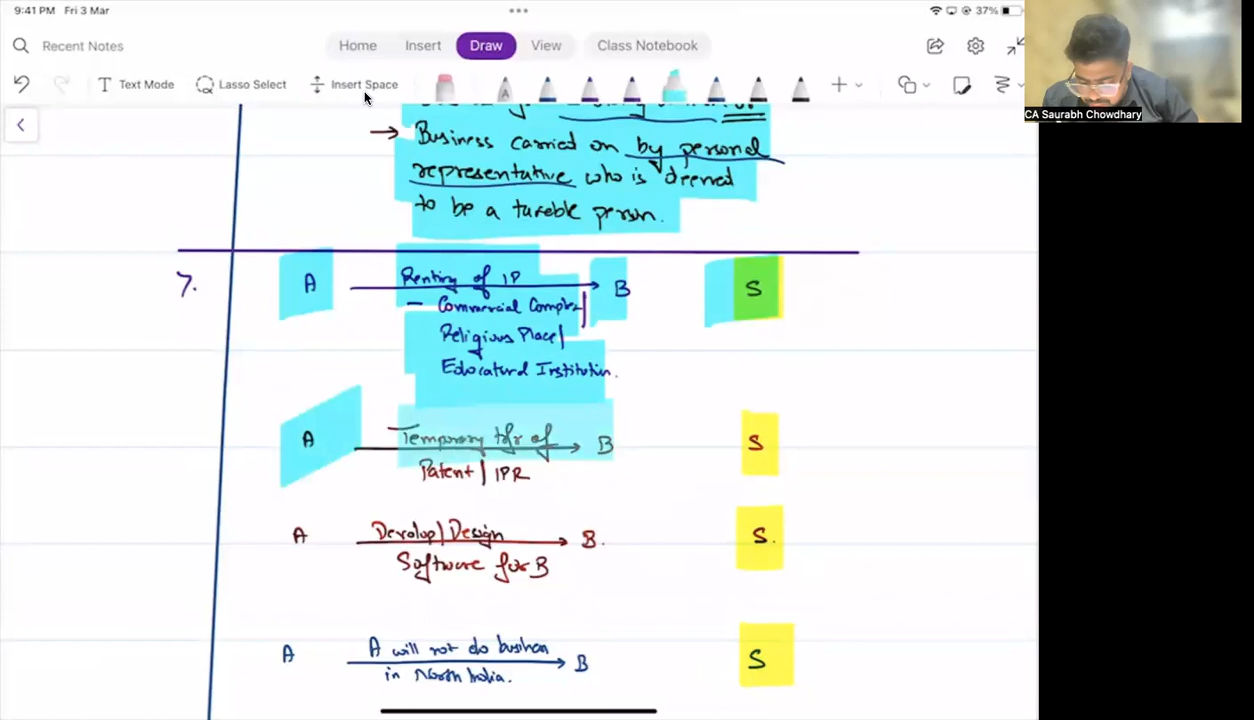 9:41 PM Fri 3 Mar
37%
Recent Notes
Home Insert Draw View Class Notebook
Text Mode Lasso Select Insert Space
CA Saurabh Chowdhary
→ Business carried on by personal
representative who is deemed
to be a taxable person.
7. A Renting of IP B S
- Commercial Complex/
Religious Place/
Educational Institution.
A Temporary tfr of B S
Patent/IPR
A Develop/Design B. S.
Software for B
A A will not do business B S
in North India.